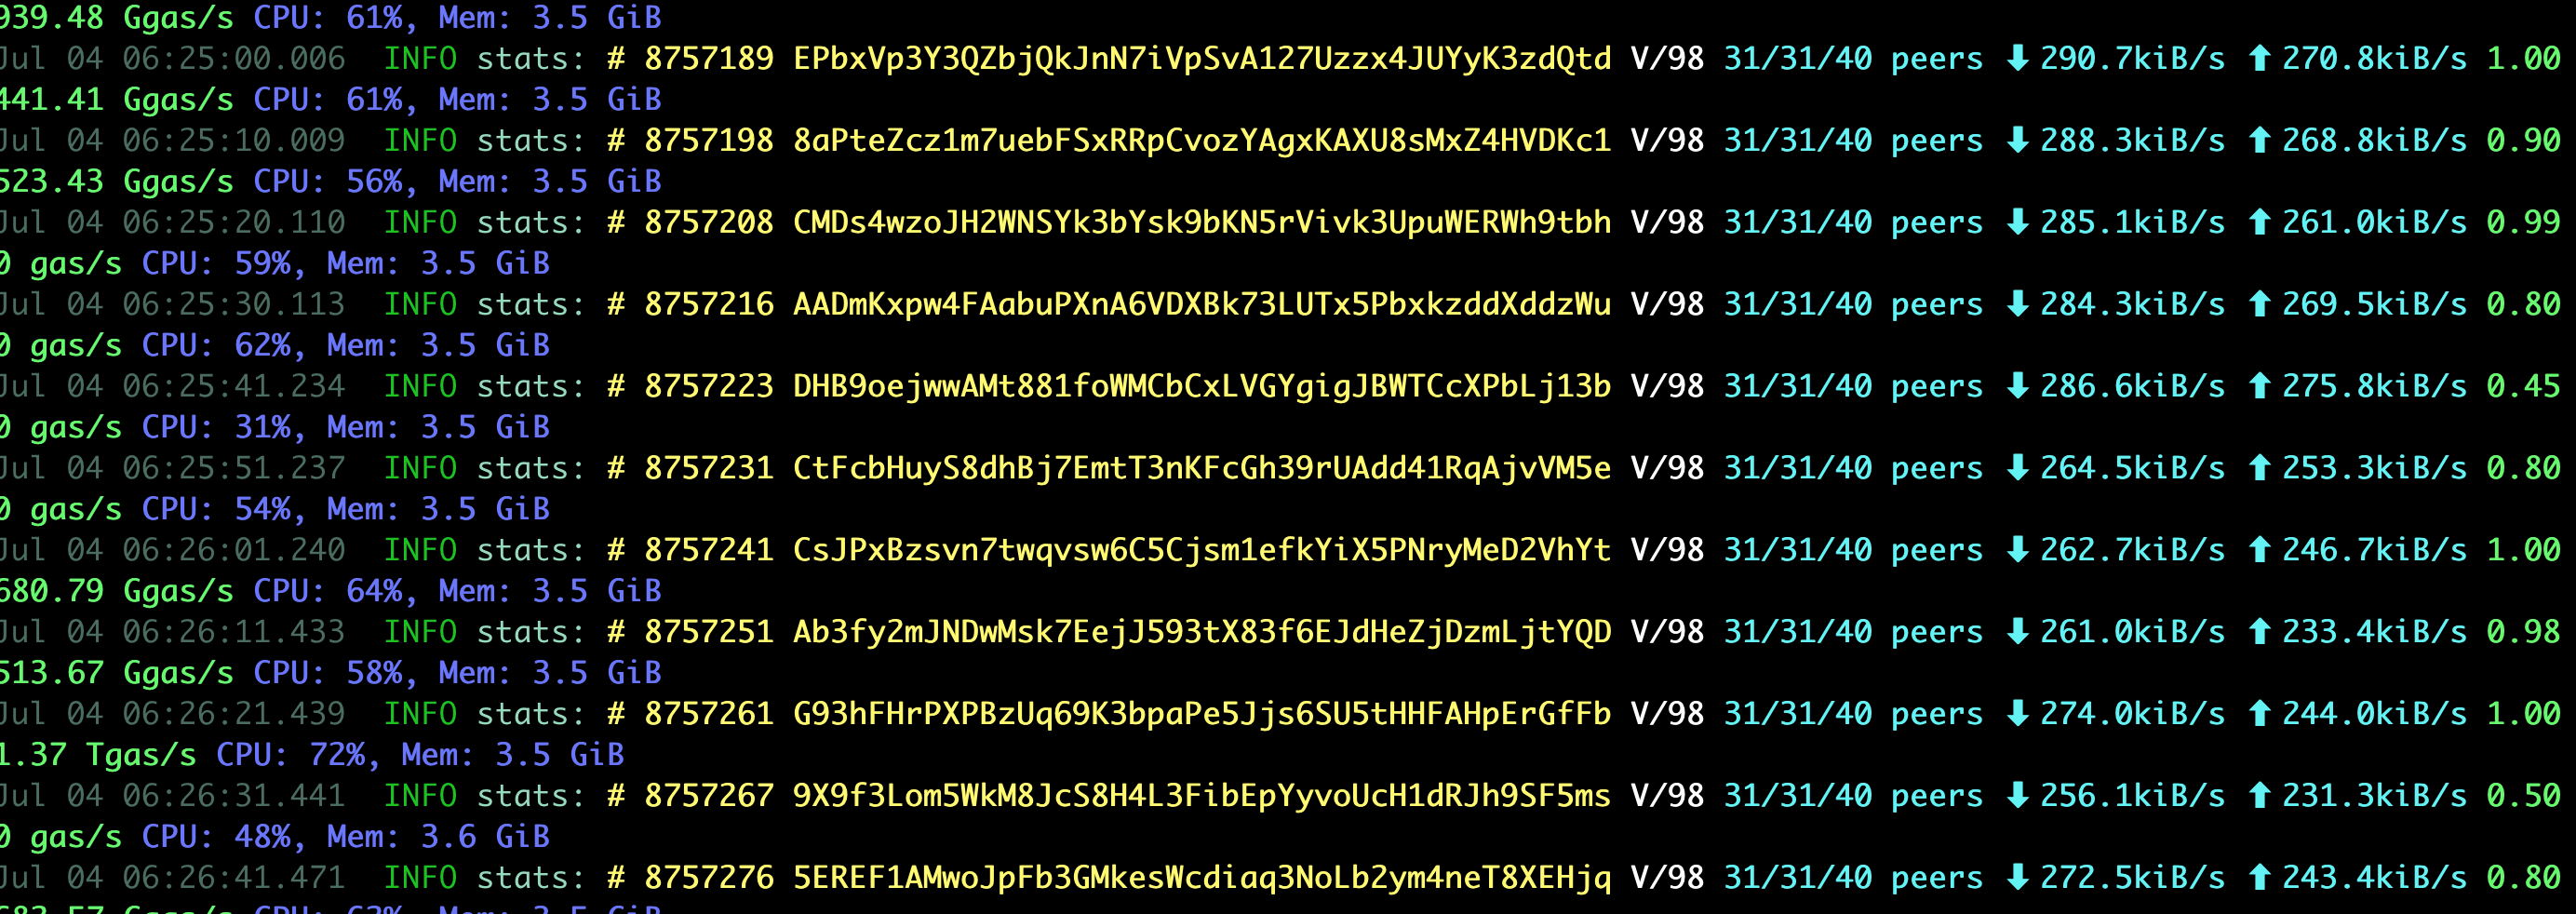 939.48 Ggas/s CPU: 61%, Mem: 3.5 GiB
Jul 04 06:25:00.006 INFO stats: # 8757189 EPbxVp3Y3QZbjQkJnN7iVpSvA127Uzzx4JUYyK3zdQtd V/98 31/31/40 peers ⬇ 290.7kiB/s ⬆ 270.8kiB/s 1.00
441.41 Ggas/s CPU: 61%, Mem: 3.5 GiB
Jul 04 06:25:10.009 INFO stats: # 8757198 8aPteZcz1m7uebFSxRRpCvozYAgxKAXU8sMxZ4HVDKc1 V/98 31/31/40 peers ⬇ 288.3kiB/s ⬆ 268.8kiB/s 0.90
523.43 Ggas/s CPU: 56%, Mem: 3.5 GiB
Jul 04 06:25:20.110 INFO stats: # 8757208 CMDs4wzoJH2WNSYk3bYsk9bKN5rVivk3UpuWERWh9tbh V/98 31/31/40 peers ⬇ 285.1kiB/s ⬆ 261.0kiB/s 0.99
0 gas/s CPU: 59%, Mem: 3.5 GiB
Jul 04 06:25:30.113 INFO stats: # 8757216 AADmKxpw4FAabuPXnA6VDXBk73LUTx5PbxkzddXddzWu V/98 31/31/40 peers ⬇ 284.3kiB/s ⬆ 269.5kiB/s 0.80
0 gas/s CPU: 62%, Mem: 3.5 GiB
Jul 04 06:25:41.234 INFO stats: # 8757223 DHB9oejwwAMt881foWMCbCxLVGYgigJBWTCcXPbLj13b V/98 31/31/40 peers ⬇ 286.6kiB/s ⬆ 275.8kiB/s 0.45
0 gas/s CPU: 31%, Mem: 3.5 GiB
Jul 04 06:25:51.237 INFO stats: # 8757231 CtFcbHuyS8dhBj7EmtT3nKFcGh39rUAdd41RqAjvVM5e V/98 31/31/40 peers ⬇ 264.5kiB/s ⬆ 253.3kiB/s 0.80
0 gas/s CPU: 54%, Mem: 3.5 GiB
Jul 04 06:26:01.240 INFO stats: # 8757241 CsJPxBzsvn7twqvsw6C5Cjsm1efkYiX5PNryMeD2VhYt V/98 31/31/40 peers ⬇ 262.7kiB/s ⬆ 246.7kiB/s 1.00
680.79 Ggas/s CPU: 64%, Mem: 3.5 GiB
Jul 04 06:26:11.433 INFO stats: # 8757251 Ab3fy2mJNDwMsk7EejJ593tX83f6EJdHeZjDzmLjtYQD V/98 31/31/40 peers ⬇ 261.0kiB/s ⬆ 233.4kiB/s 0.98
513.67 Ggas/s CPU: 58%, Mem: 3.5 GiB
Jul 04 06:26:21.439 INFO stats: # 8757261 G93hFHrPXPBzUq69K3bpaPe5Jjs6SU5tHHFAHpErGfFb V/98 31/31/40 peers ⬇ 274.0kiB/s ⬆ 244.0kiB/s 1.00
1.37 Tgas/s CPU: 72%, Mem: 3.5 GiB
Jul 04 06:26:31.441 INFO stats: # 8757267 9X9f3Lom5WkM8JcS8H4L3FibEpYyvoUcH1dRJh9SF5ms V/98 31/31/40 peers ⬇ 256.1kiB/s ⬆ 231.3kiB/s 0.50
0 gas/s CPU: 48%, Mem: 3.6 GiB
Jul 04 06:26:41.471 INFO stats: # 8757276 5EREF1AMwoJpFb3GMkesWcdiaq3NoLb2ym4neT8XEHjq V/98 31/31/40 peers ⬇ 272.5kiB/s ⬆ 243.4kiB/s 0.80